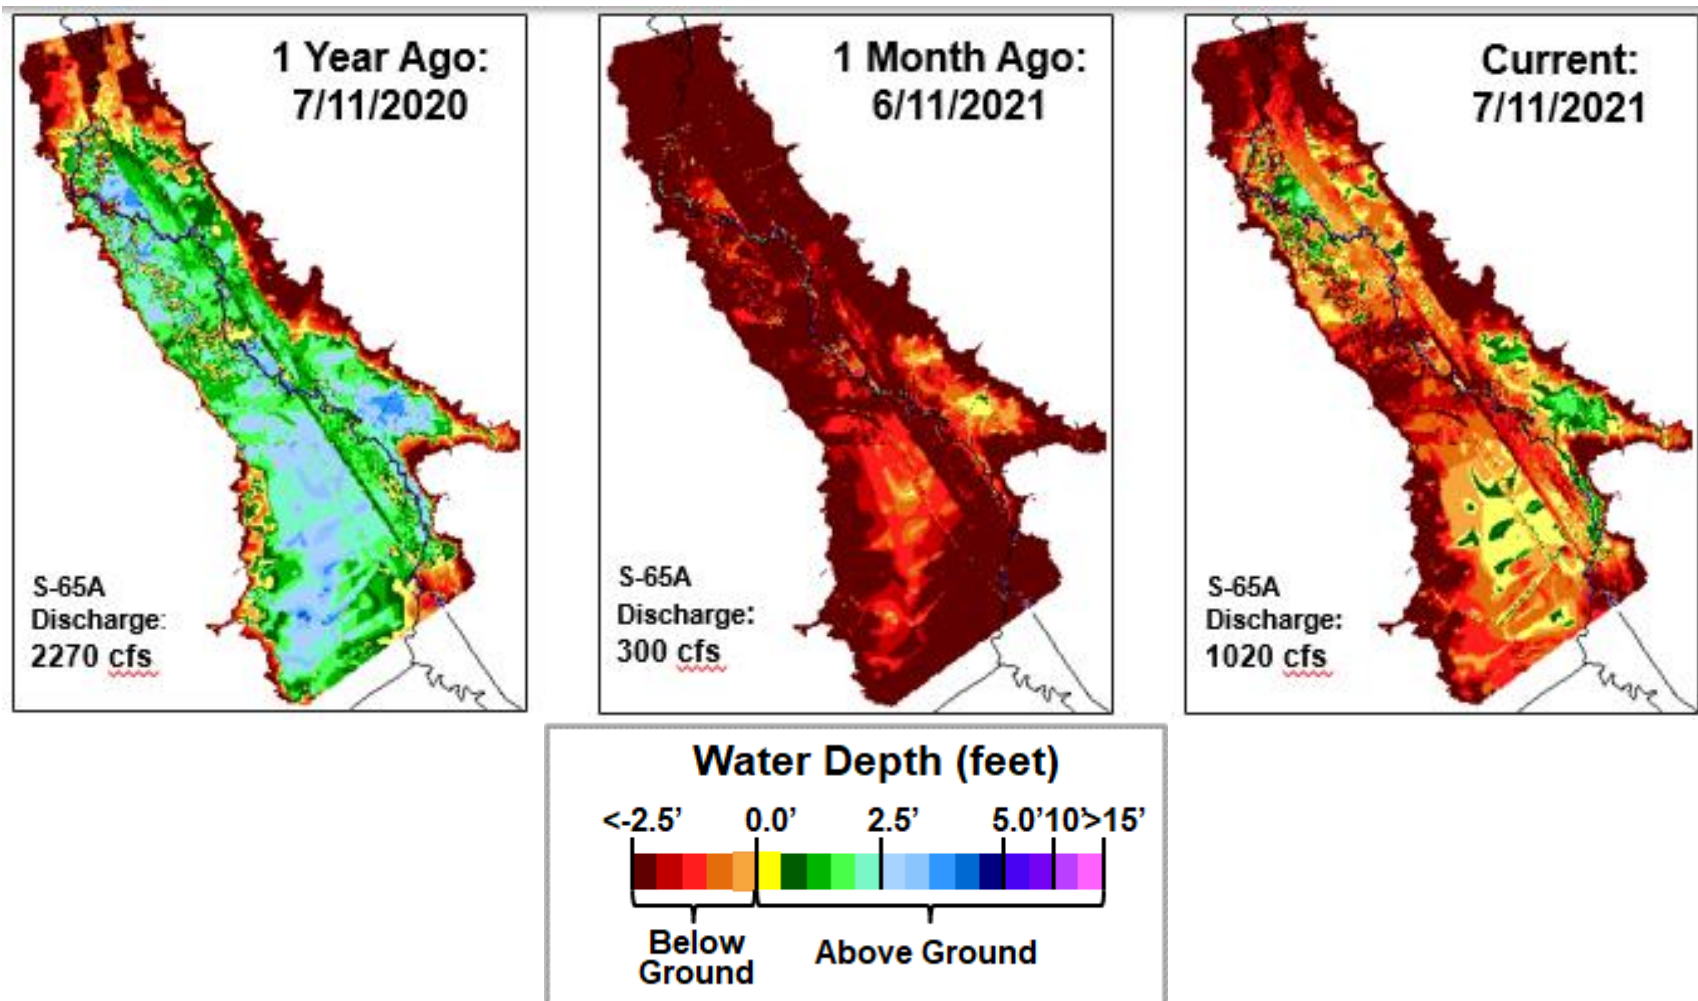 1 Year Ago:
7/11/2020
S-65A
Discharge:
2270 cfs
1 Month Ago:
6/11/2021
S-65A
Discharge:
300 cfs
Current:
7/11/2021
S-65A
Discharge:
1020 cfs
Water Depth (feet)
<-2.5’ 0.0’ 2.5’ 5.0’10’>15’
Below
Ground
Above Ground